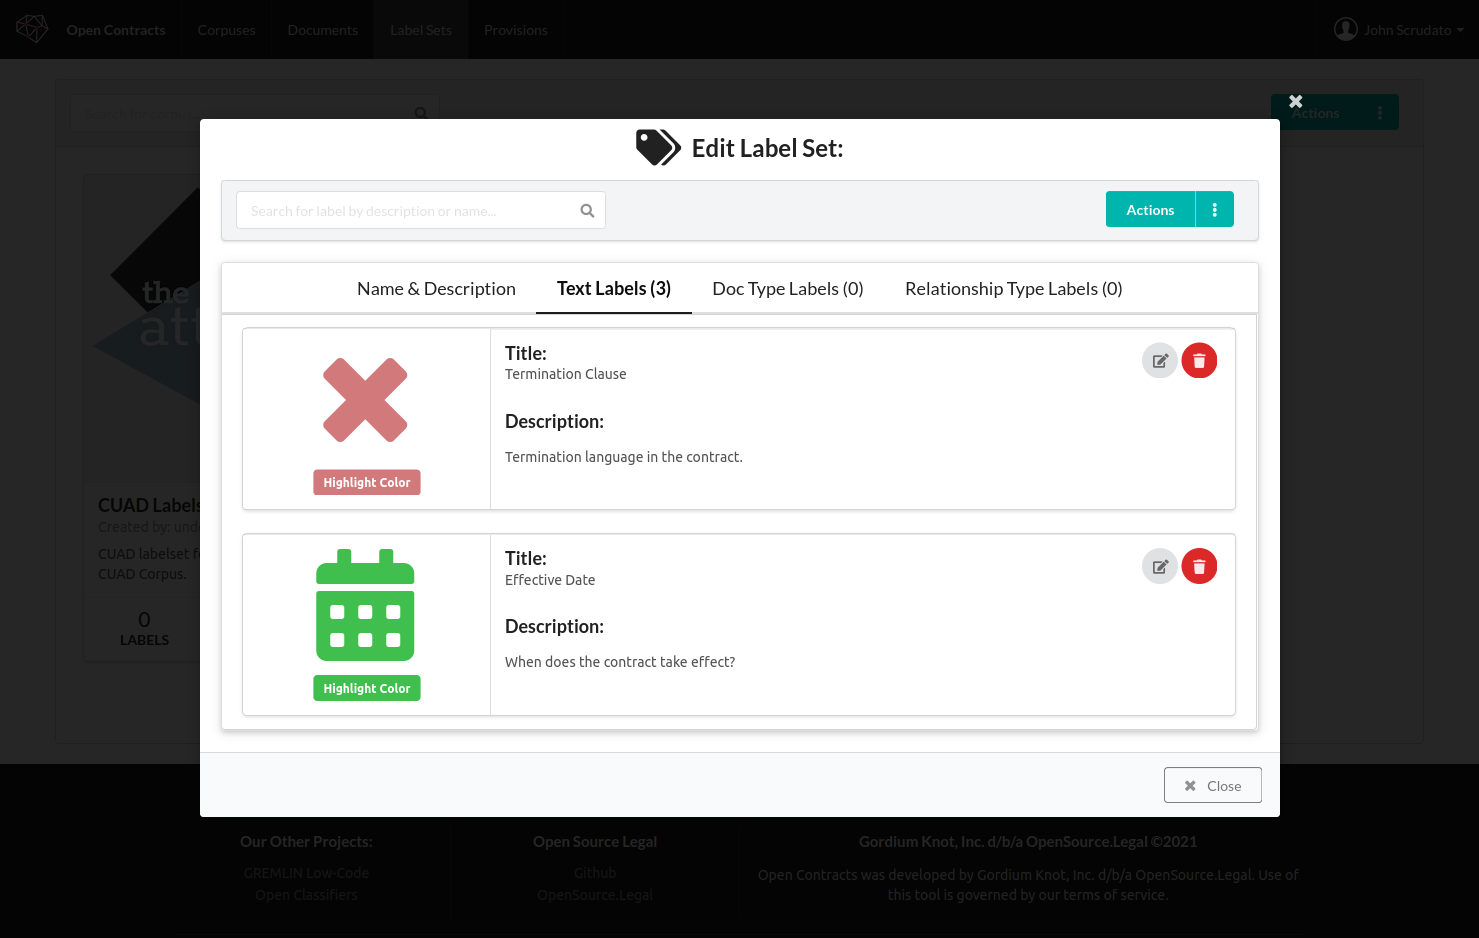 Open Contracts
Corpuses
Documents
Label Sets
Provisions
John Scrudato
Actions
Edit Label Set:
Search for label by description or name...
Actions
Name & Description
Text Labels (3)
Doc Type Labels (0)
Relationship Type Labels (0)
Title:
Termination Clause
Description:
Termination language in the contract.
Highlight Color
Title:
Effective Date
Description:
When does the contract take effect?
Highlight Color
Close
the
att
CUAD Labels
Created by: und
CUAD labelset f
CUAD Corpus.
0
LABELS
Our Other Projects:
GREMLIN Low-Code
Open Classifiers
Open Source Legal
Github
OpenSource.Legal
Gordium Knot, Inc. d/b/a OpenSource.Legal ©2021
Open Contracts was developed by Gordium Knot, Inc. d/b/a OpenSource.Legal. Use of
this tool is governed by our terms of service.